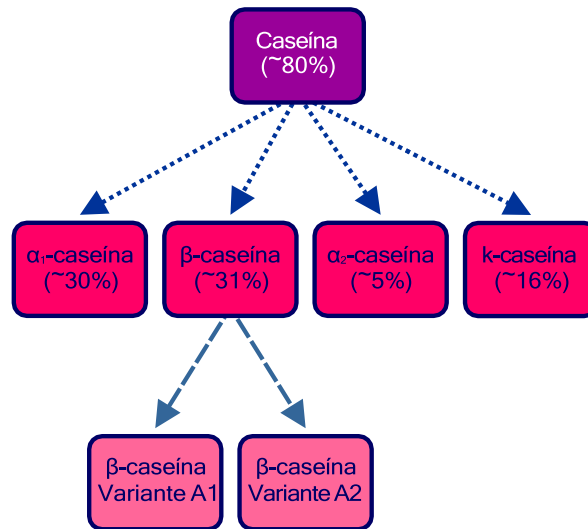 Caseína
(~80%)
α₁-caseína
(~30%)
β-caseína
(~31%)
α₂-caseína
(~5%)
k-caseína
(~16%)
β-caseína
Variante A1
β-caseína
Variante A2